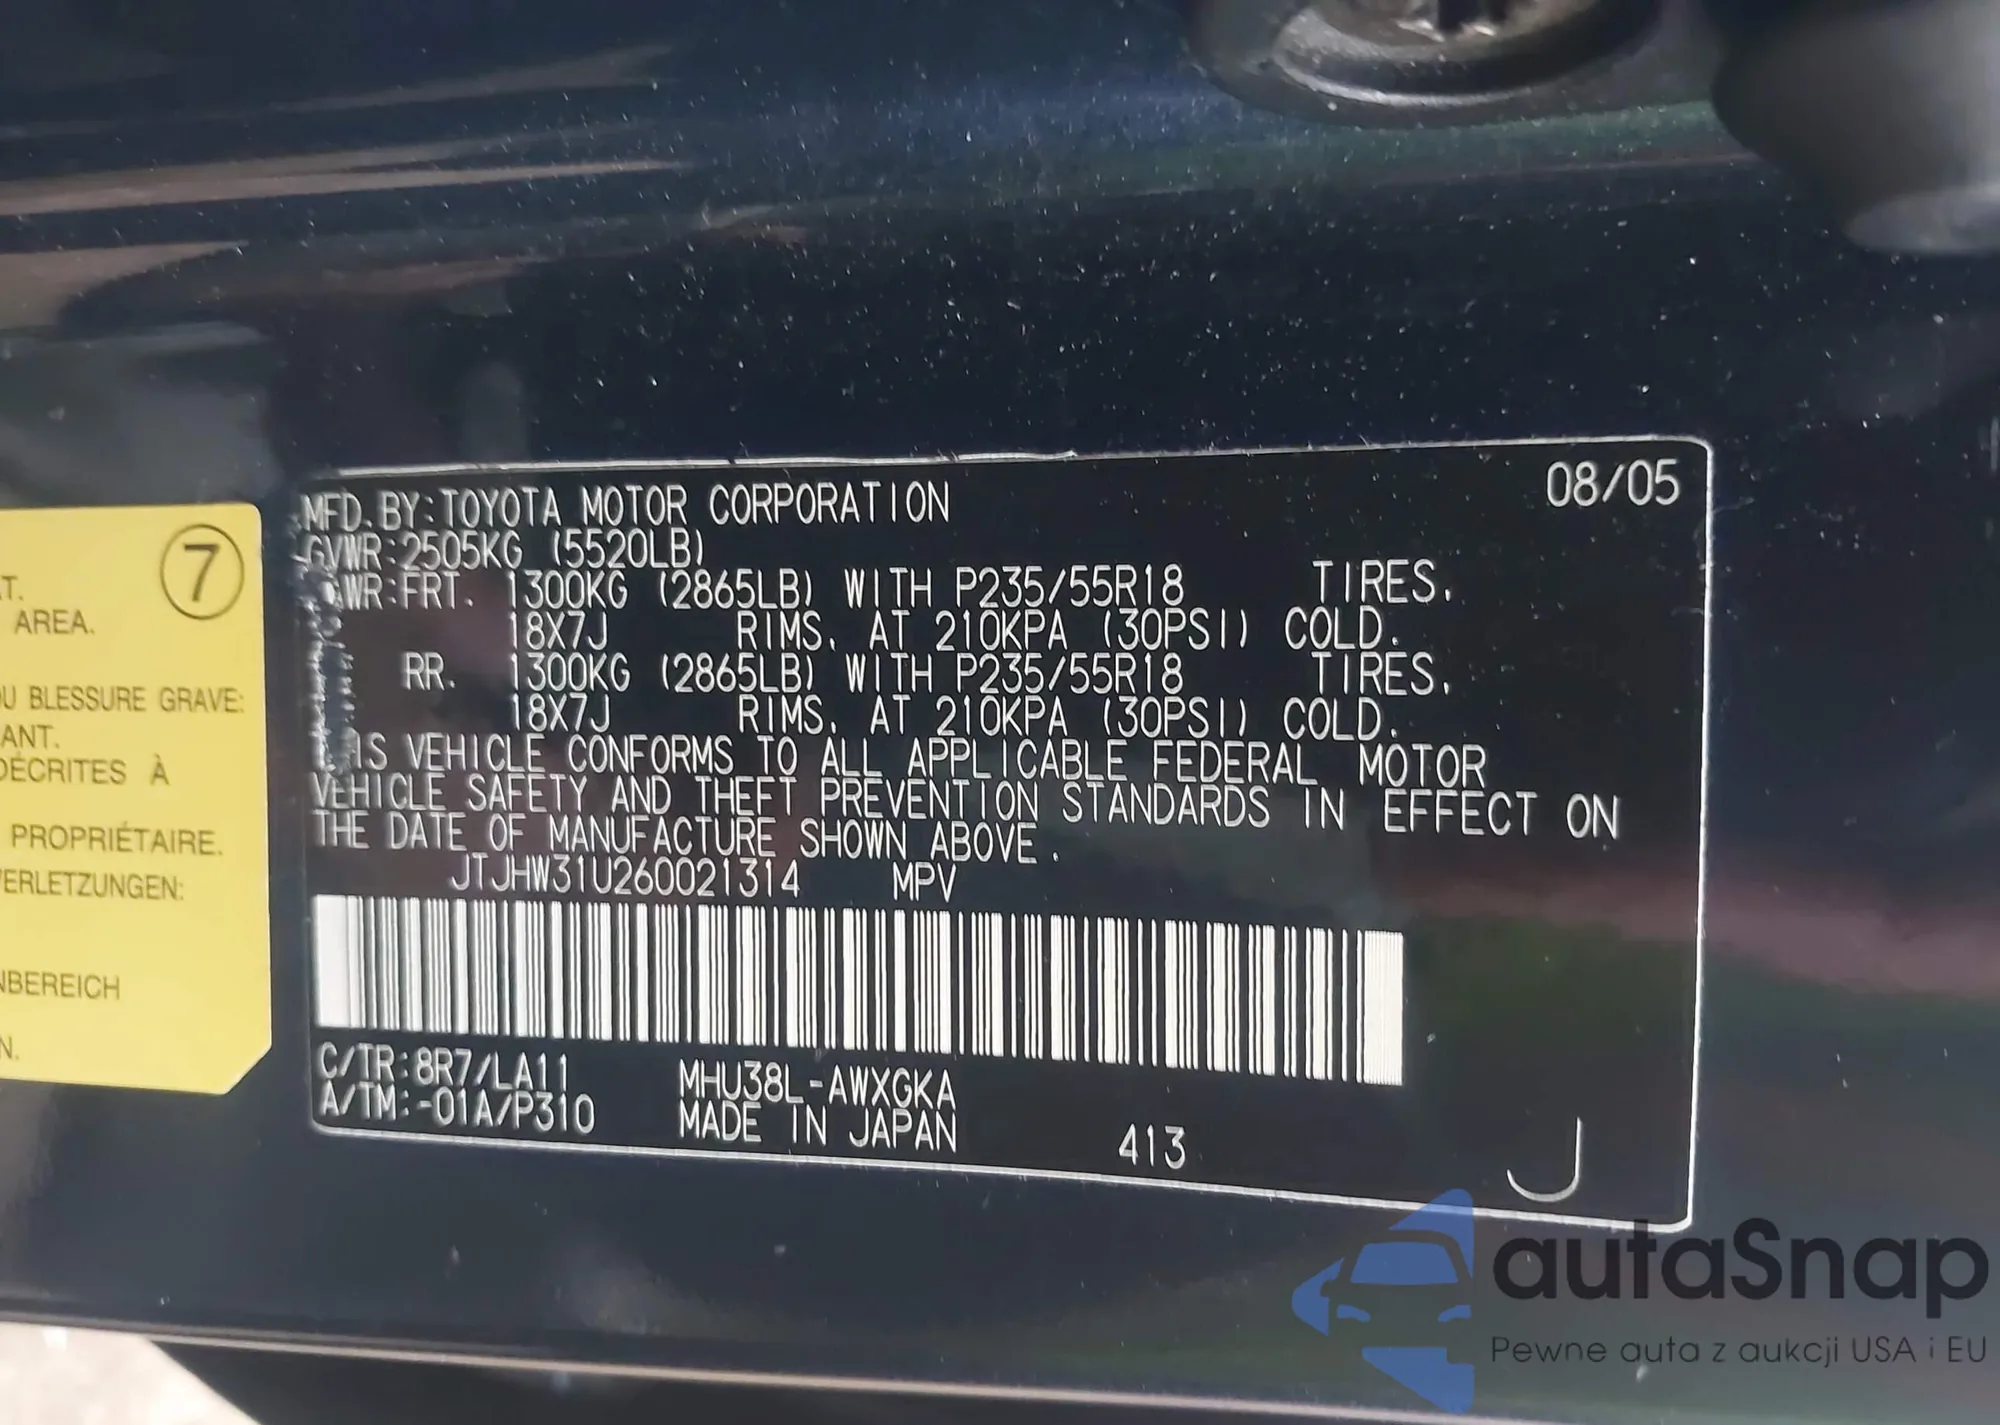 7
T.
AREA.
OU BLESSURE GRAVE:
ANT.
DÉCRITES À
PROPRIÉTAIRE.
VERLETZUNGEN:
NBEREICH
N.
08/05
MFD. BY:TOYOTA MOTOR CORPORATION
GVWR:2505KG (5520LB)
GAWR:FRT. 1300KG (2865LB) WITH P235/55R18 TIRES.
18X7J RIMS. AT 210KPA (30PSI) COLD.
RR. 1300KG (2865LB) WITH P235/55R18 TIRES.
18X7J RIMS. AT 210KPA (30PSI) COLD.
THIS VEHICLE CONFORMS TO ALL APPLICABLE FEDERAL MOTOR
VEHICLE SAFETY AND THEFT PREVENTION STANDARDS IN EFFECT ON
THE DATE OF MANUFACTURE SHOWN ABOVE.
JTJHW31U260021314 MPV
C/TR:8R7/LA11 MHU38L-AWXGKA
A/TM:-01A/P310 MADE IN JAPAN 413 J
autaSnap
Pewne auta z aukcji USA i EU